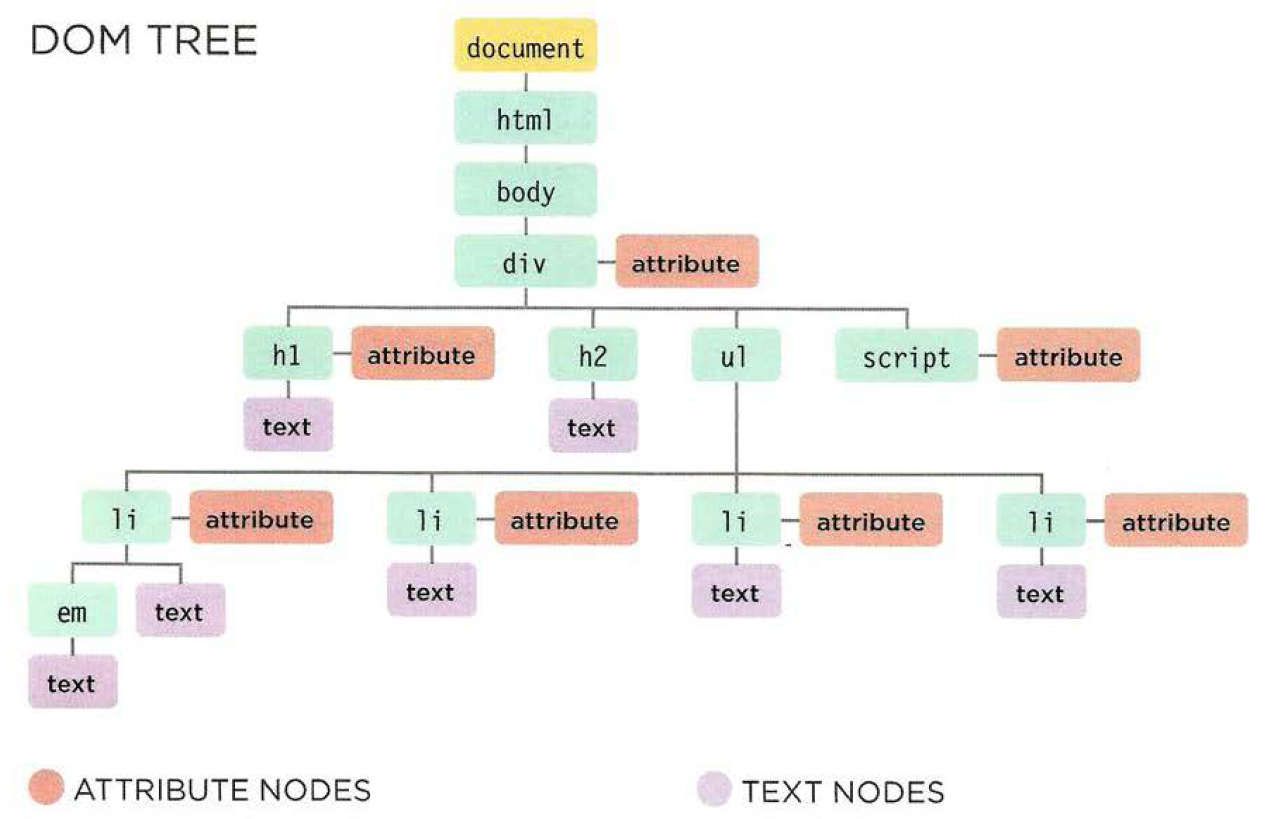 DOM TREE
document
html
body
div attribute
h1 attribute h2 ul script attribute
text text
li attribute li attribute li attribute li attribute
text text text
em text
text
ATTRIBUTE NODES TEXT NODES